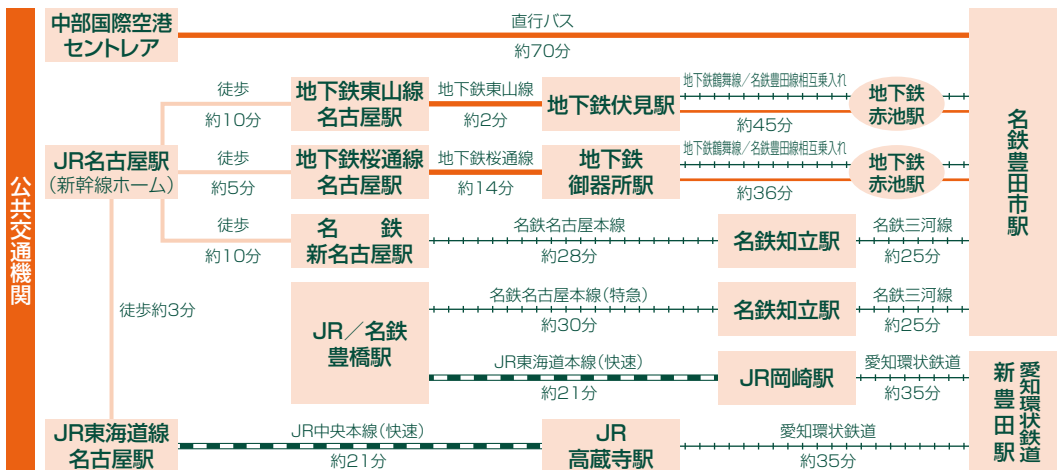 公共交通機関
中部国際空港
セントレア
直行バス
約70分
名鉄豊田市駅
JR名古屋駅
（新幹線ホーム）
徒歩
約10分
地下鉄東山線
名古屋駅
地下鉄東山線
約2分
地下鉄伏見駅
地下鉄鶴舞線／名鉄豊田線相互乗入れ
約45分
地下鉄
赤池駅
徒歩
約5分
地下鉄桜通線
名古屋駅
地下鉄桜通線
約14分
地下鉄
御器所駅
地下鉄鶴舞線／名鉄豊田線相互乗入れ
約36分
地下鉄
赤池駅
徒歩
約10分
名 鉄
新名古屋駅
名鉄名古屋本線
約28分
名鉄知立駅
名鉄三河線
約25分
徒歩約3分
JR／名鉄
豊橋駅
名鉄名古屋本線（特急）
約30分
名鉄知立駅
名鉄三河線
約25分
JR東海道本線（快速）
約21分
JR岡崎駅
愛知環状鉄道
約35分
愛知環状鉄道
新豊田駅
JR東海道線
名古屋駅
JR中央本線（快速）
約21分
JR
高蔵寺駅
愛知環状鉄道
約35分